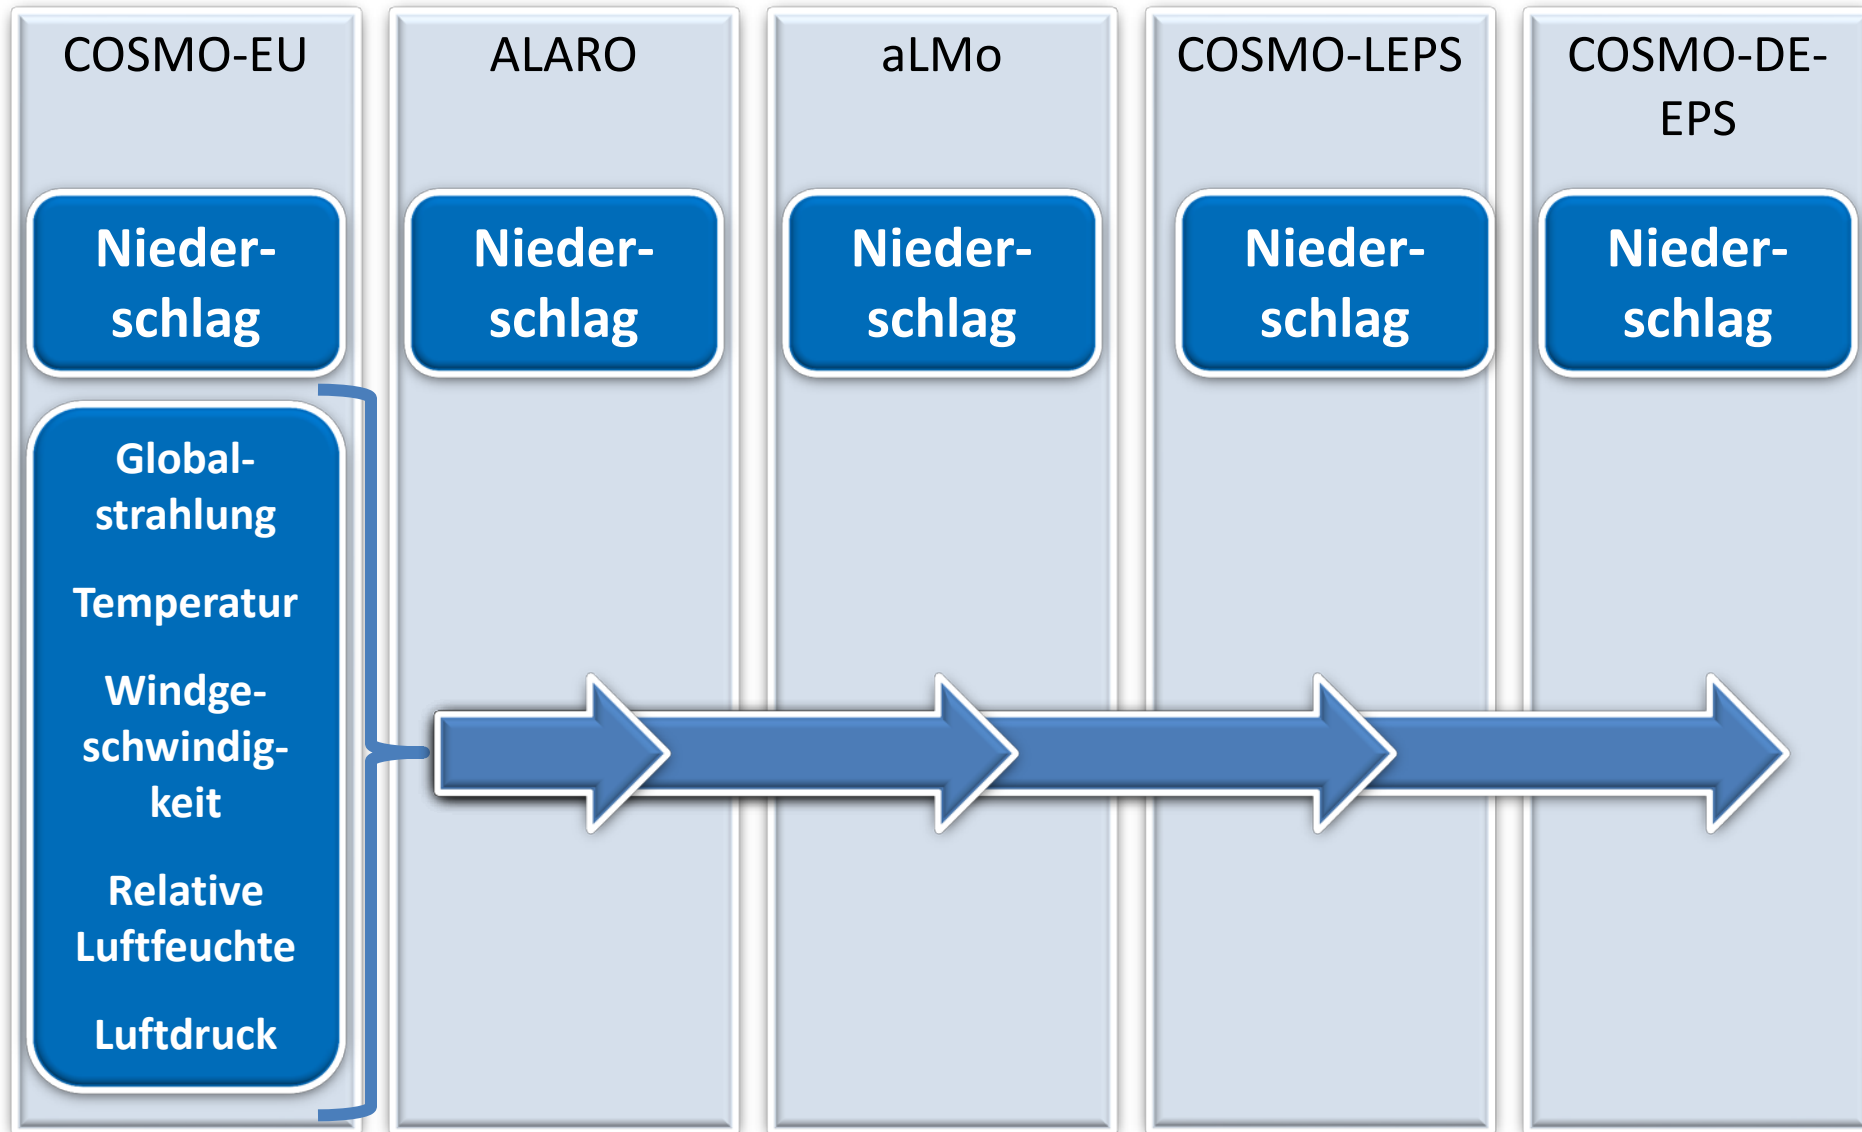 COSMO-EU
Nieder-
schlag
Global-
strahlung
Temperatur
Windge-
schwindig-
keit
Relative
Luftfeuchte
Luftdruck
ALARO
Nieder-
schlag
aLMo
Nieder-
schlag
COSMO-LEPS
Nieder-
schlag
COSMO-DE-
EPS
Nieder-
schlag